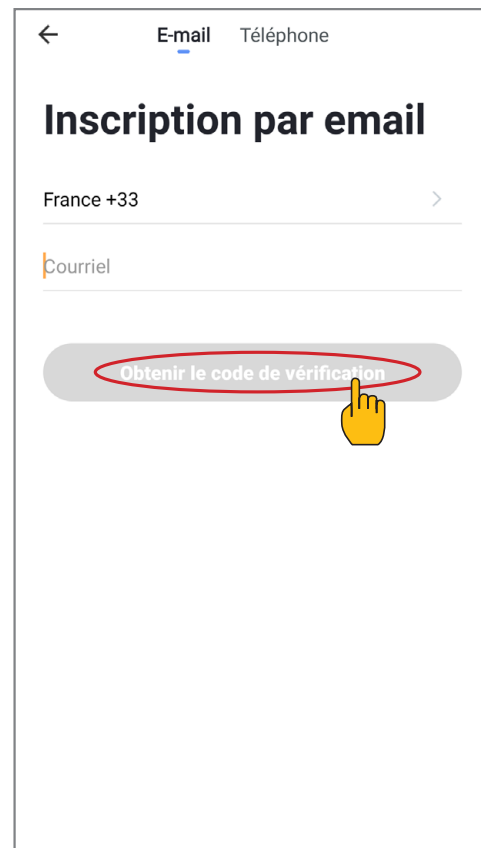 E-mail Téléphone
Inscription par email
France +33
Courriel
Obtenir le code de vérification